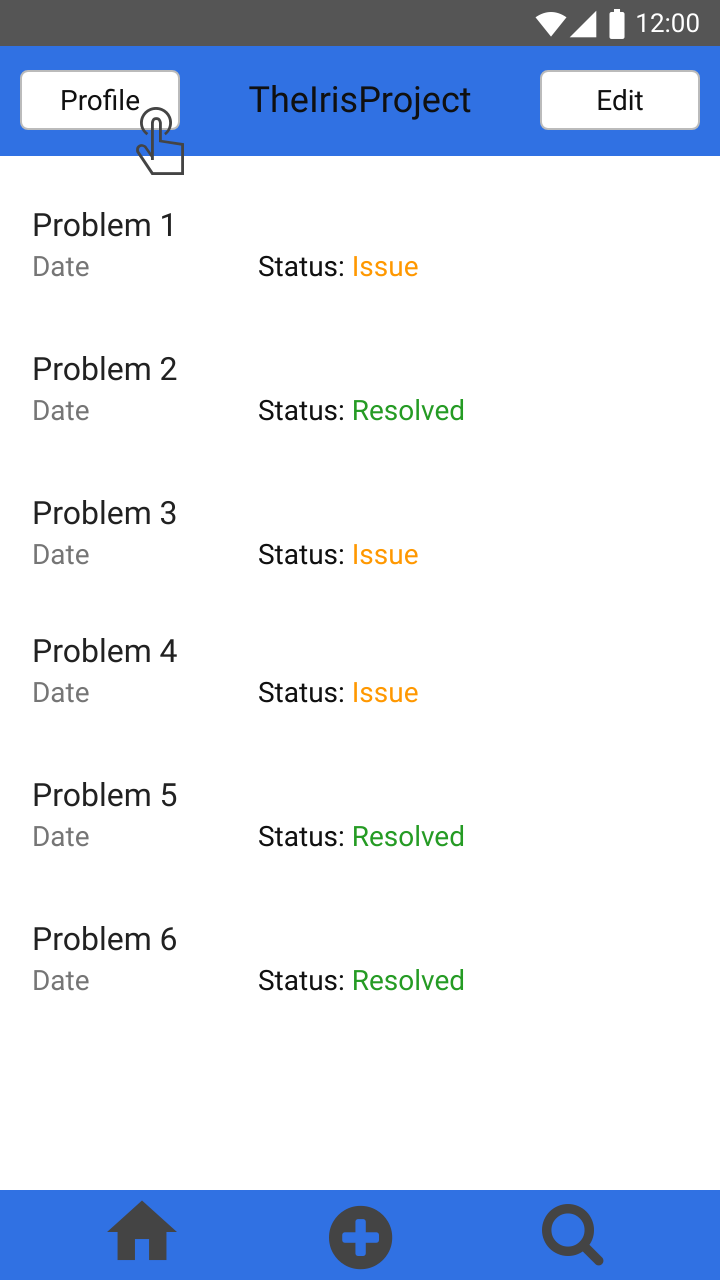 12:00
Profile TheIrisProject Edit
Problem 1
Date Status: Issue
Problem 2
Date Status: Resolved
Problem 3
Date Status: Issue
Problem 4
Date Status: Issue
Problem 5
Date Status: Resolved
Problem 6
Date Status: Resolved